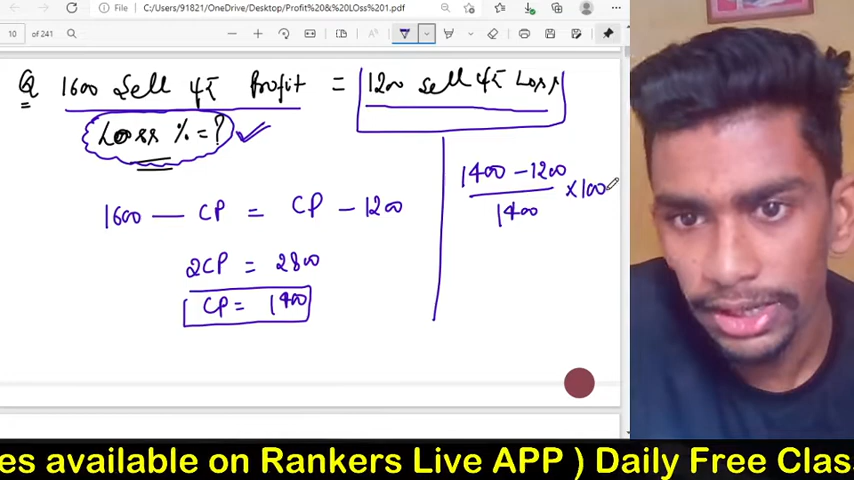 C:/Users/91821/OneDrive/Desktop/Profit%20&%20LOss%201.pdf
10 of 241
Q 1600 Sell करने Profit = 1200 Sell करने Loss
Loss % = ?
1600 — CP = CP – 1200
2CP = 2800
CP = 1400
1400 – 1200
1400
×100
es available on Rankers Live APP ) Daily Free Clas